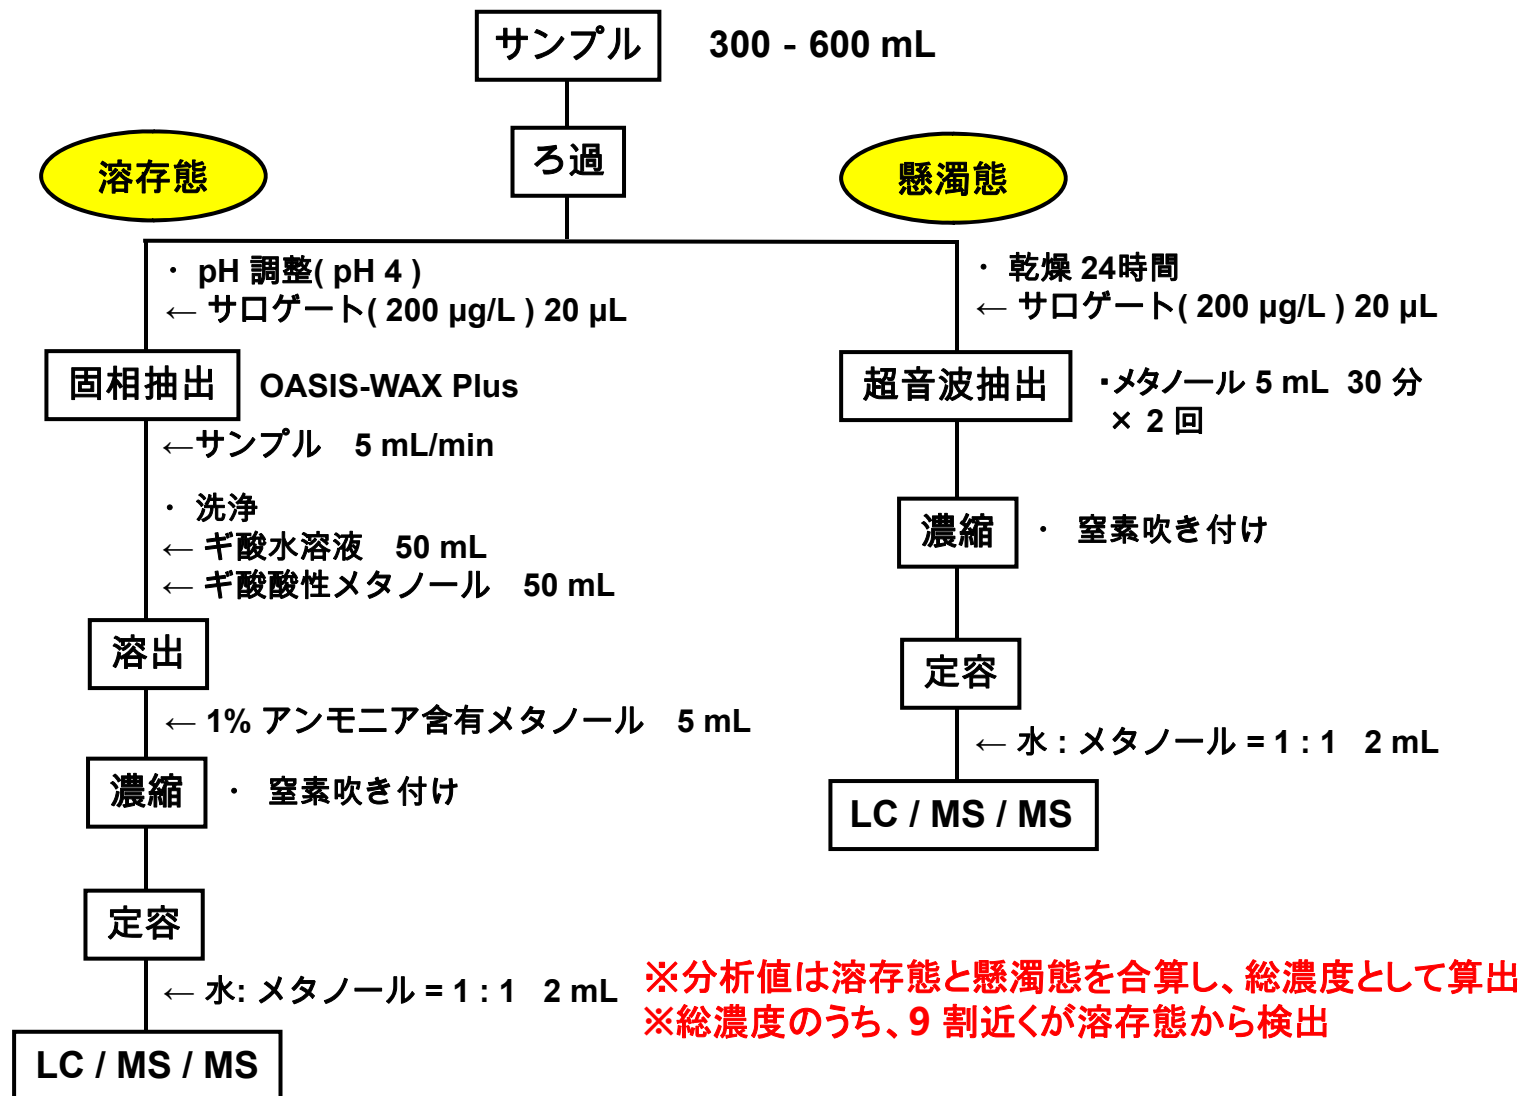 サンプル 300 - 600 mL
ろ過
溶存態
・ pH 調整( pH 4 )
← サロゲート( 200 μg/L ) 20 μL
固相抽出 OASIS-WAX Plus
←サンプル 5 mL/min
・ 洗浄
← ギ酸水溶液 50 mL
← ギ酸酸性メタノール 50 mL
溶出
← 1% アンモニア含有メタノール 5 mL
濃縮 ・ 窒素吹き付け
定容
← 水: メタノール = 1 : 1 2 mL
LC / MS / MS
懸濁態
・ 乾燥 24時間
← サロゲート( 200 μg/L ) 20 μL
超音波抽出 ・メタノール 5 mL 30 分
× 2 回
濃縮 ・ 窒素吹き付け
定容
← 水 : メタノール = 1 : 1 2 mL
LC / MS / MS
※分析値は溶存態と懸濁態を合算し、総濃度として算出
※総濃度のうち、9 割近くが溶存態から検出